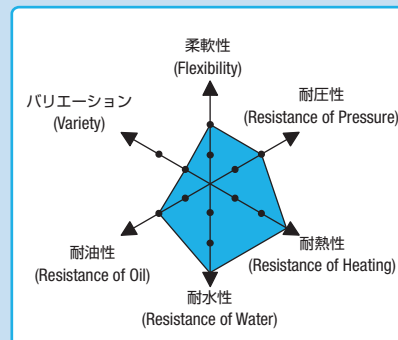 柔軟性
(Flexibility)
バリエーション
(Variety)
耐圧性
(Resistance of Pressure)
耐油性
(Resistance of Oil)
耐熱性
(Resistance of Heating)
耐水性
(Resistance of Water)